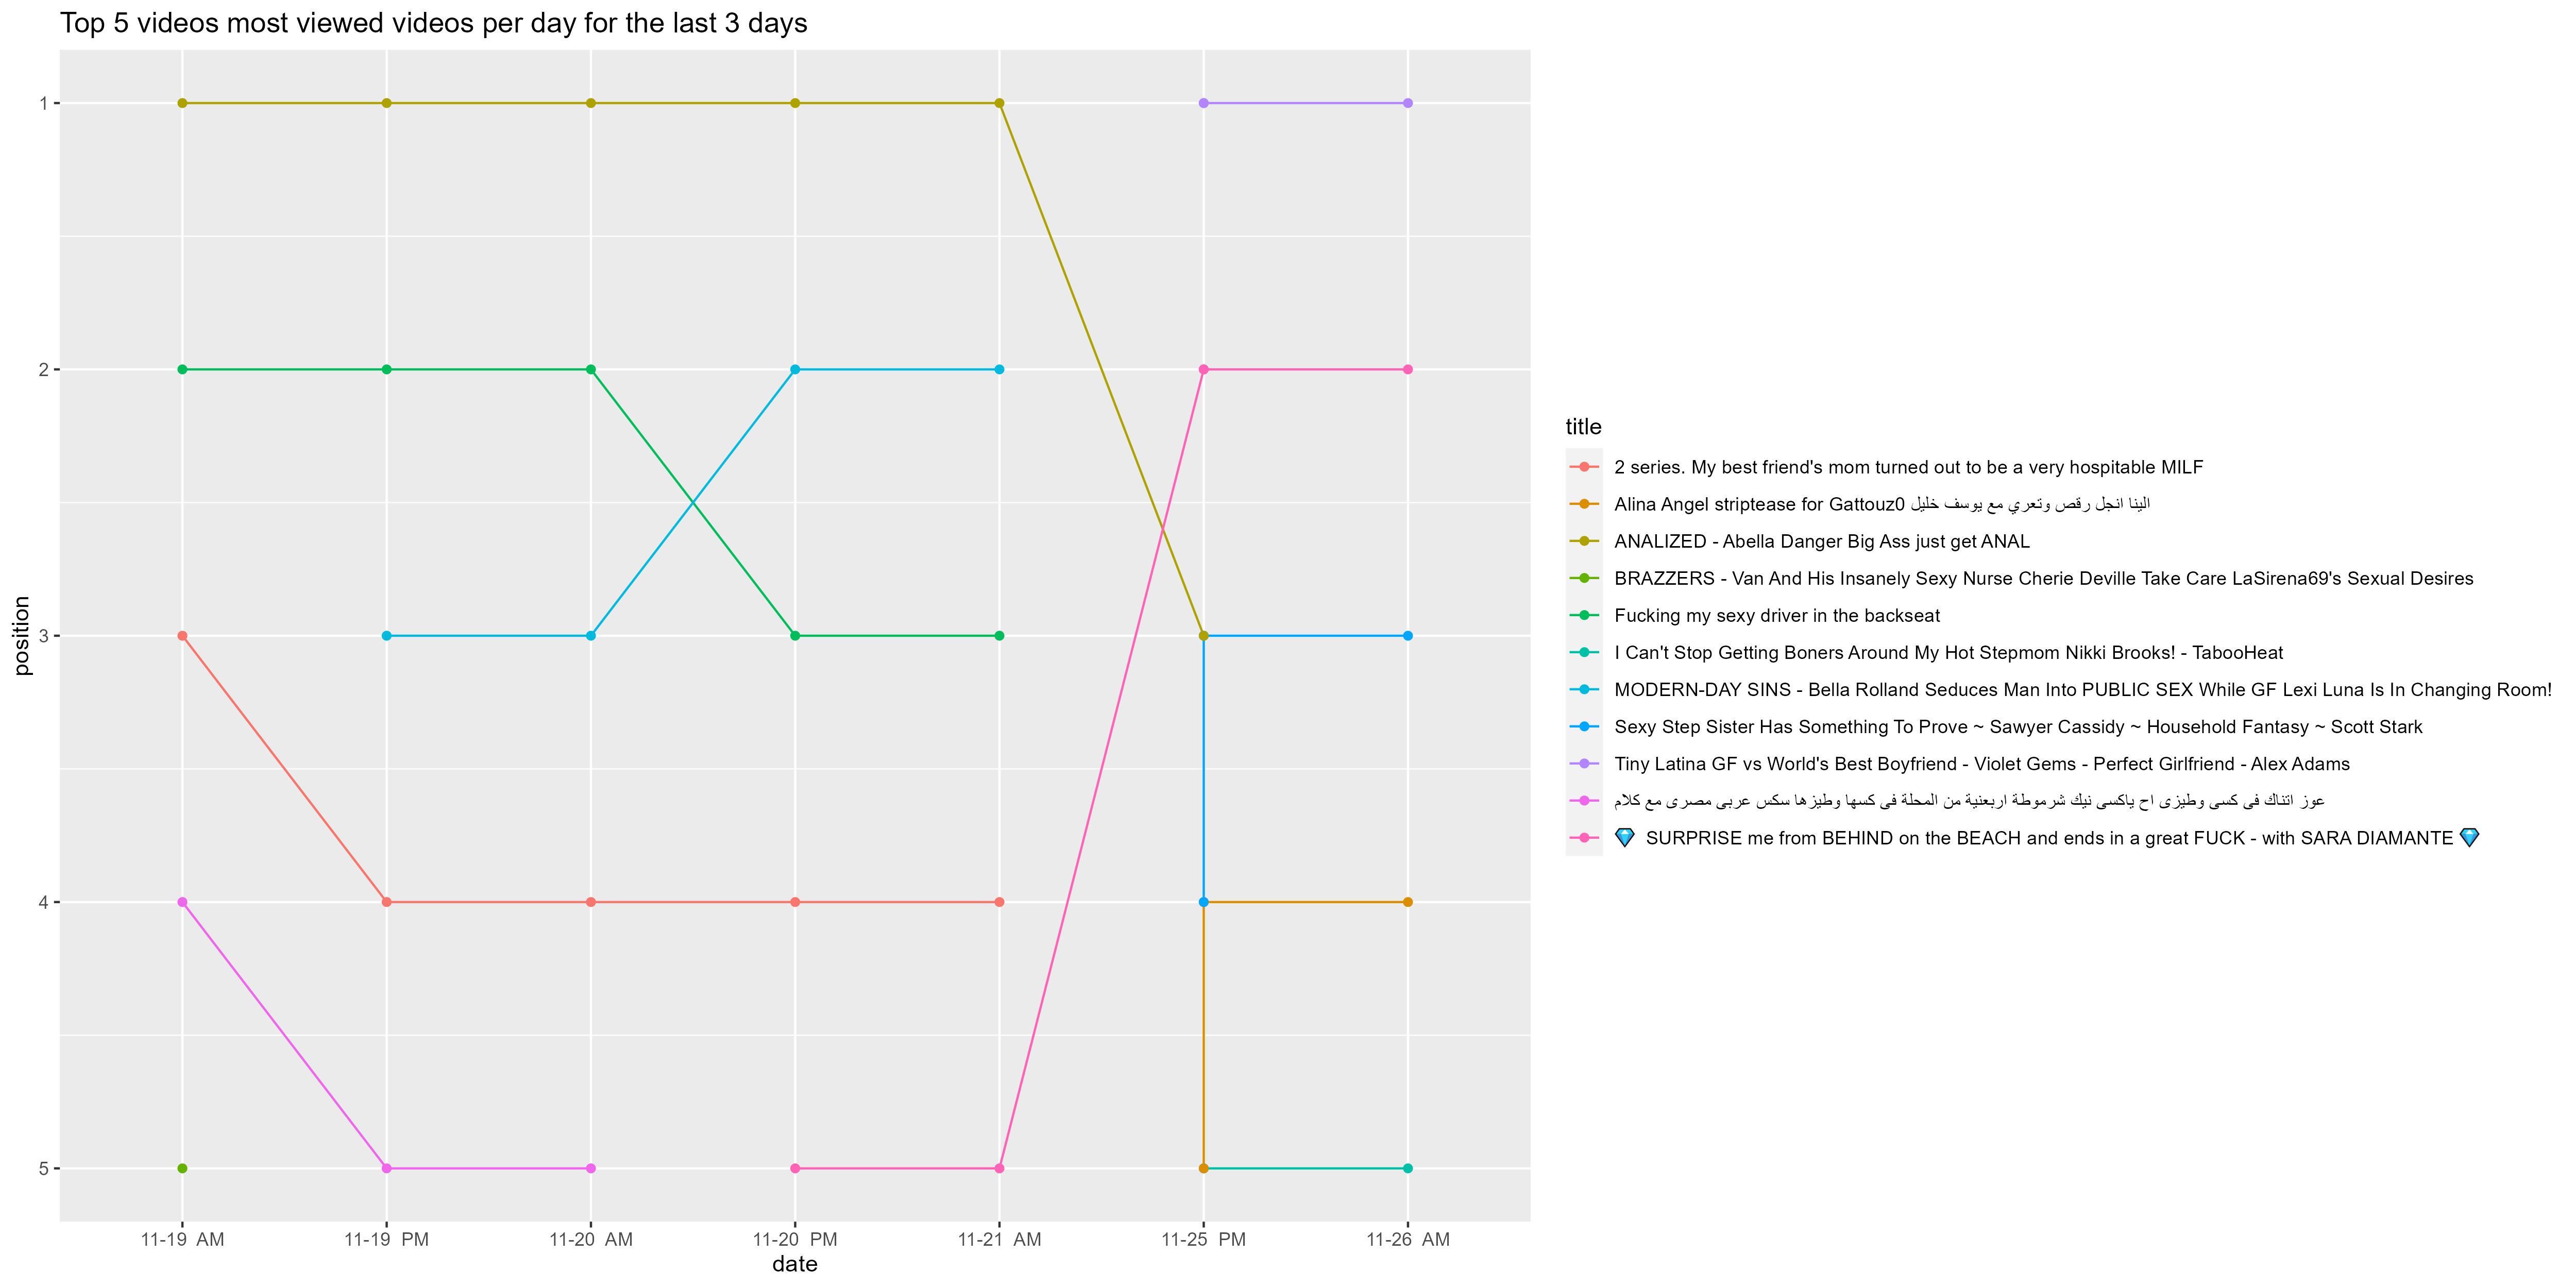 Top 5 videos most viewed videos per day for the last 3 days
position
1
2
3
4
5
11-19 AM
11-19 PM
11-20 AM
11-20 PM
11-21 AM
11-25 PM
11-26 AM
date
title
2 series. My best friend's mom turned out to be a very hospitable MILF
Alina Angel striptease for Gattouz0 الينا انجل رقص وتعري مع يوسف خليل
ANALIZED - Abella Danger Big Ass just get ANAL
BRAZZERS - Van And His Insanely Sexy Nurse Cherie Deville Take Care LaSirena69's Sexual Desires
Fucking my sexy driver in the backseat
I Can't Stop Getting Boners Around My Hot Stepmom Nikki Brooks! - TabooHeat
MODERN-DAY SINS - Bella Rolland Seduces Man Into PUBLIC SEX While GF Lexi Luna Is In Changing Room!
Sexy Step Sister Has Something To Prove ~ Sawyer Cassidy ~ Household Fantasy ~ Scott Stark
Tiny Latina GF vs World's Best Boyfriend - Violet Gems - Perfect Girlfriend - Alex Adams
عوز اتناك فى كسى وطيزى اح ياكسى نيك شرموطة اربعنية من المحلة فى كسها وطيزها سكس عربى مصرى مع كلام
💎 SURPRISE me from BEHIND on the BEACH and ends in a great FUCK - with SARA DIAMANTE 💎